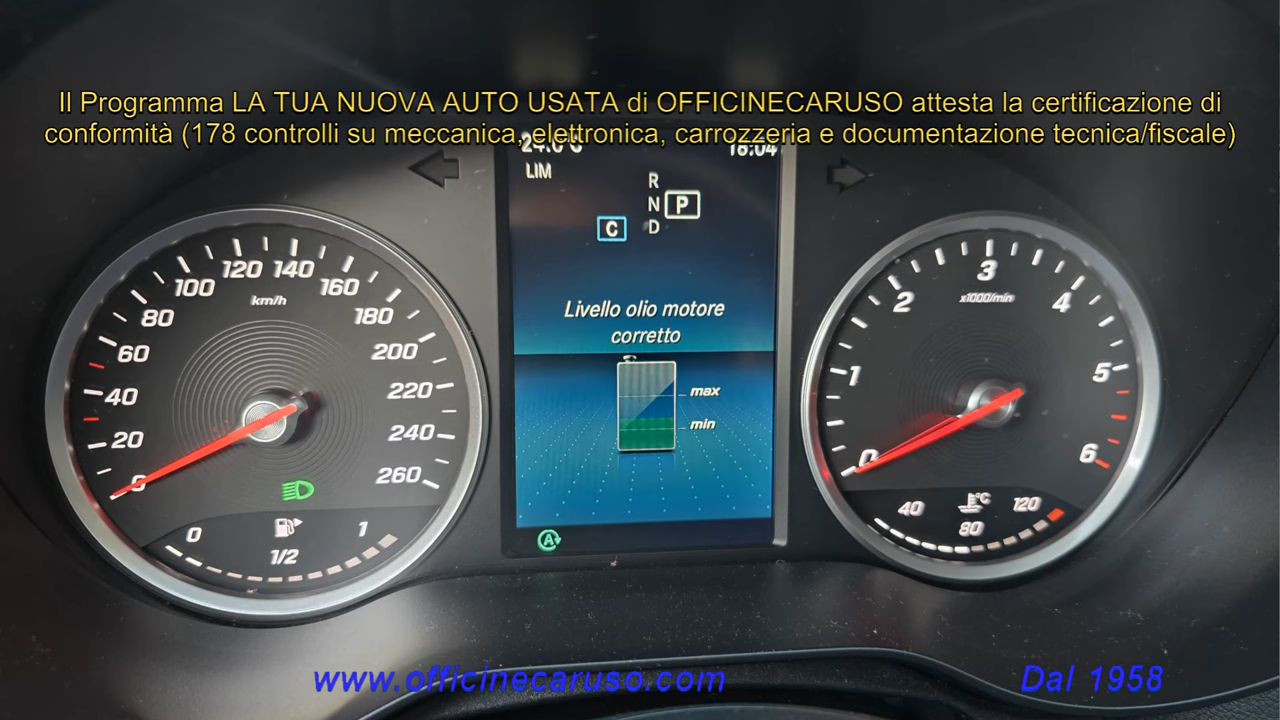 Il Programma LA TUA NUOVA AUTO USATA di OFFICINECARUSO attesta la certificazione di
conformità (178 controlli su meccanica, elettronica, carrozzeria e documentazione tecnica/fiscale)
18:04
LIM
R
N P
C D
Livello olio motore
corretto
max
min
0 20 40 60 80 100 120 140 160 180 200 220 240 260
km/h
0 1/2 1
0 1 2 3 4 5 6
x1000/min
40 80 120
°C
A
www.officinecaruso.com Dal 1958